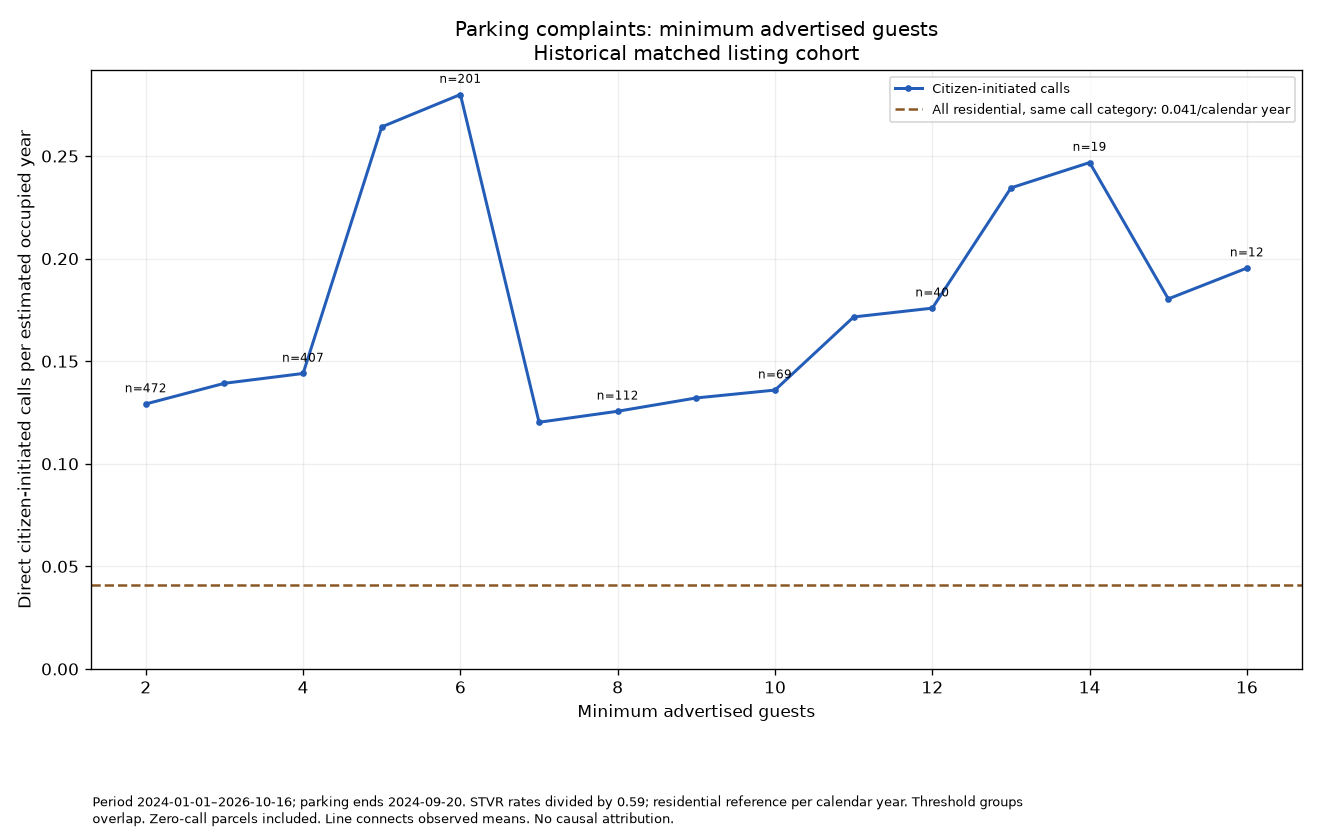 Parking complaints: minimum advertised guests
Historical matched listing cohort
Citizen-initiated calls
All residential, same call category: 0.041/calendar year
Direct citizen-initiated calls per estimated occupied year
0.25
0.20
0.15
0.10
0.05
0.00
n=472
n=407
n=201
n=112
n=69
n=40
n=19
n=12
2
4
6
8
10
12
14
16
Minimum advertised guests
Period 2024-01-01–2026-10-16; parking ends 2024-09-20. STVR rates divided by 0.59; residential reference per calendar year. Threshold groups
overlap. Zero-call parcels included. Line connects observed means. No causal attribution.